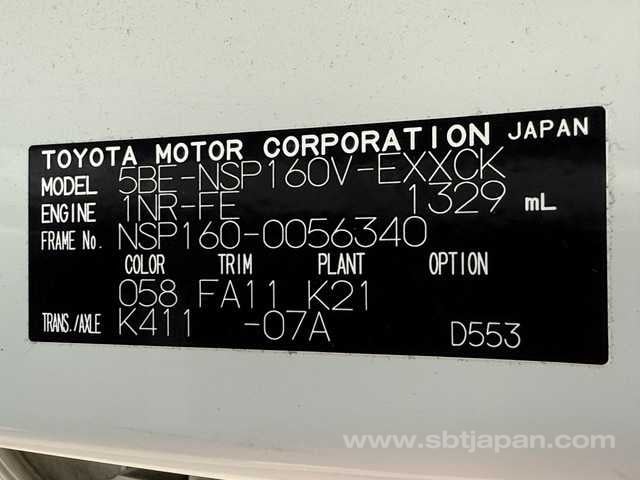 TOYOTA MOTOR CORPORATION JAPAN
MODEL 5BE-NSP160V-EXXCK
ENGINE 1NR-FE 1329 mL
FRAME No. NSP160-0056340
COLOR TRIM PLANT OPTION
058 FA11 K21
TRANS./AXLE K411 -07A D553
www.sbtjapan.com